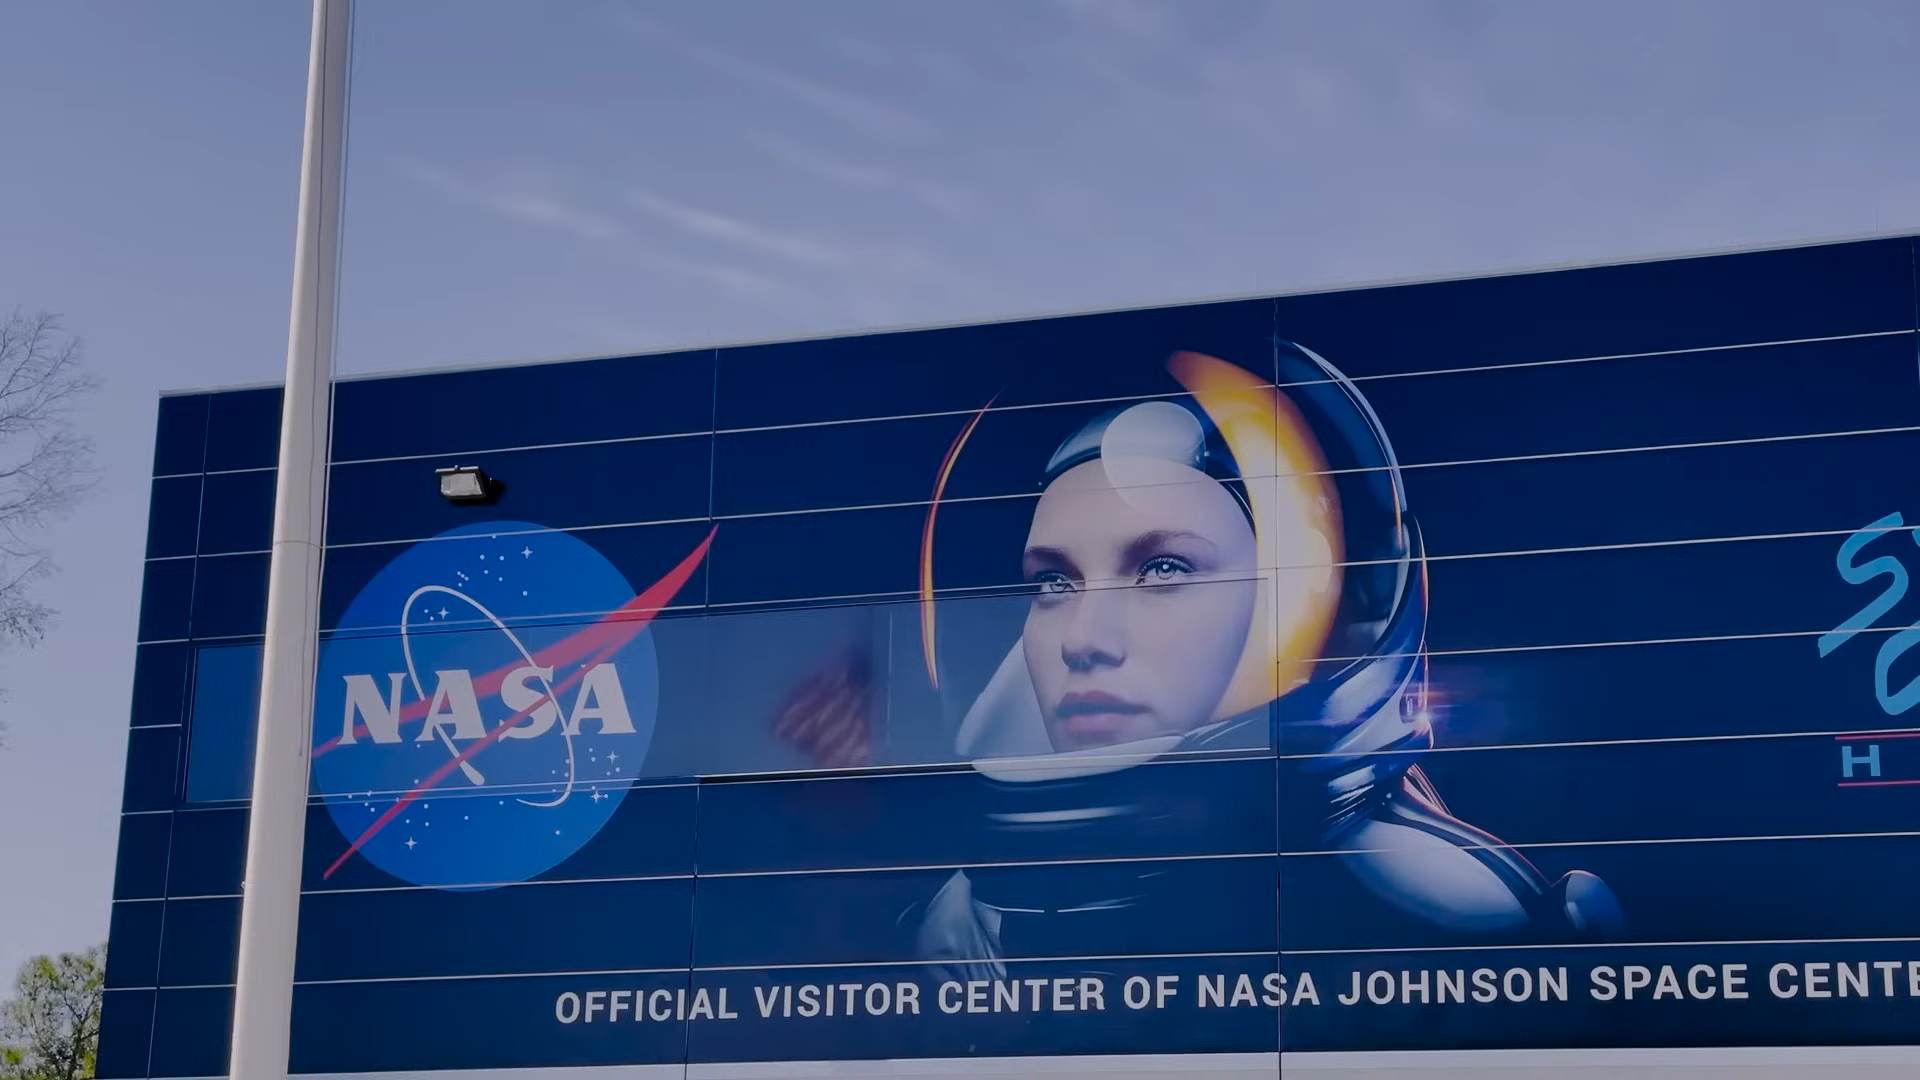 NASA
H
OFFICIAL VISITOR CENTER OF NASA JOHNSON SPACE CENTE